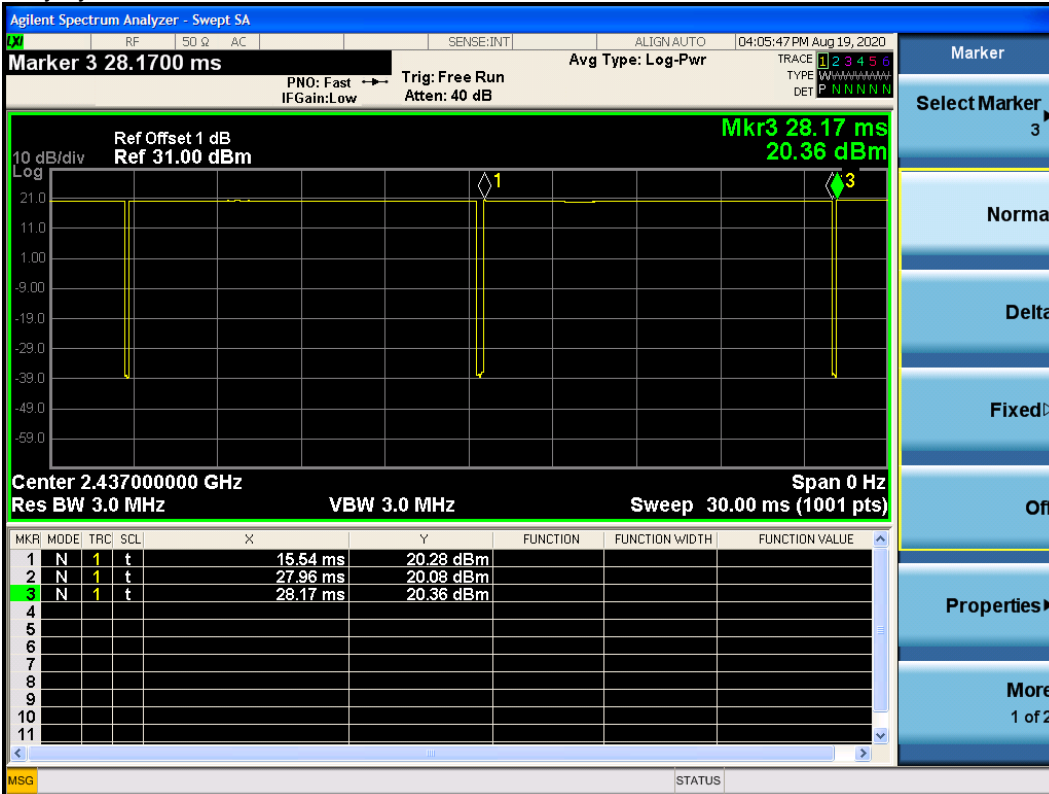 Agilent Spectrum Analyzer - Swept SA
LXI RF 50 Ω AC SENSE:INT ALIGN AUTO 04:05:47 PM Aug 19, 2020
Marker 3 28.1700 ms
PNO: Fast
IFGain:Low
Trig: Free Run
Atten: 40 dB
Avg Type: Log-Pwr
TRACE 1 2 3 4 5 6
TYPE
DET P N N N N N
Mkr3 28.17 ms
20.36 dBm
Ref Offset 1 dB
10 dB/div Ref 31.00 dBm
Log
1
3
21.0
11.0
1.00
-9.00
-19.0
-29.0
-39.0
-49.0
-59.0
Center 2.437000000 GHz Span 0 Hz
Res BW 3.0 MHz VBW 3.0 MHz Sweep 30.00 ms (1001 pts)
MKR MODE TRC SCL X Y FUNCTION FUNCTION WIDTH FUNCTION VALUE
1 N 1 t 15.54 ms 20.28 dBm
2 N 1 t 27.96 ms 20.08 dBm
3 N 1 t 28.17 ms 20.36 dBm
4
5
6
7
8
9
10
11
MSG STATUS
Marker
Select Marker
3
Norma
Delta
Fixed
Off
Properties
More
1 of 2